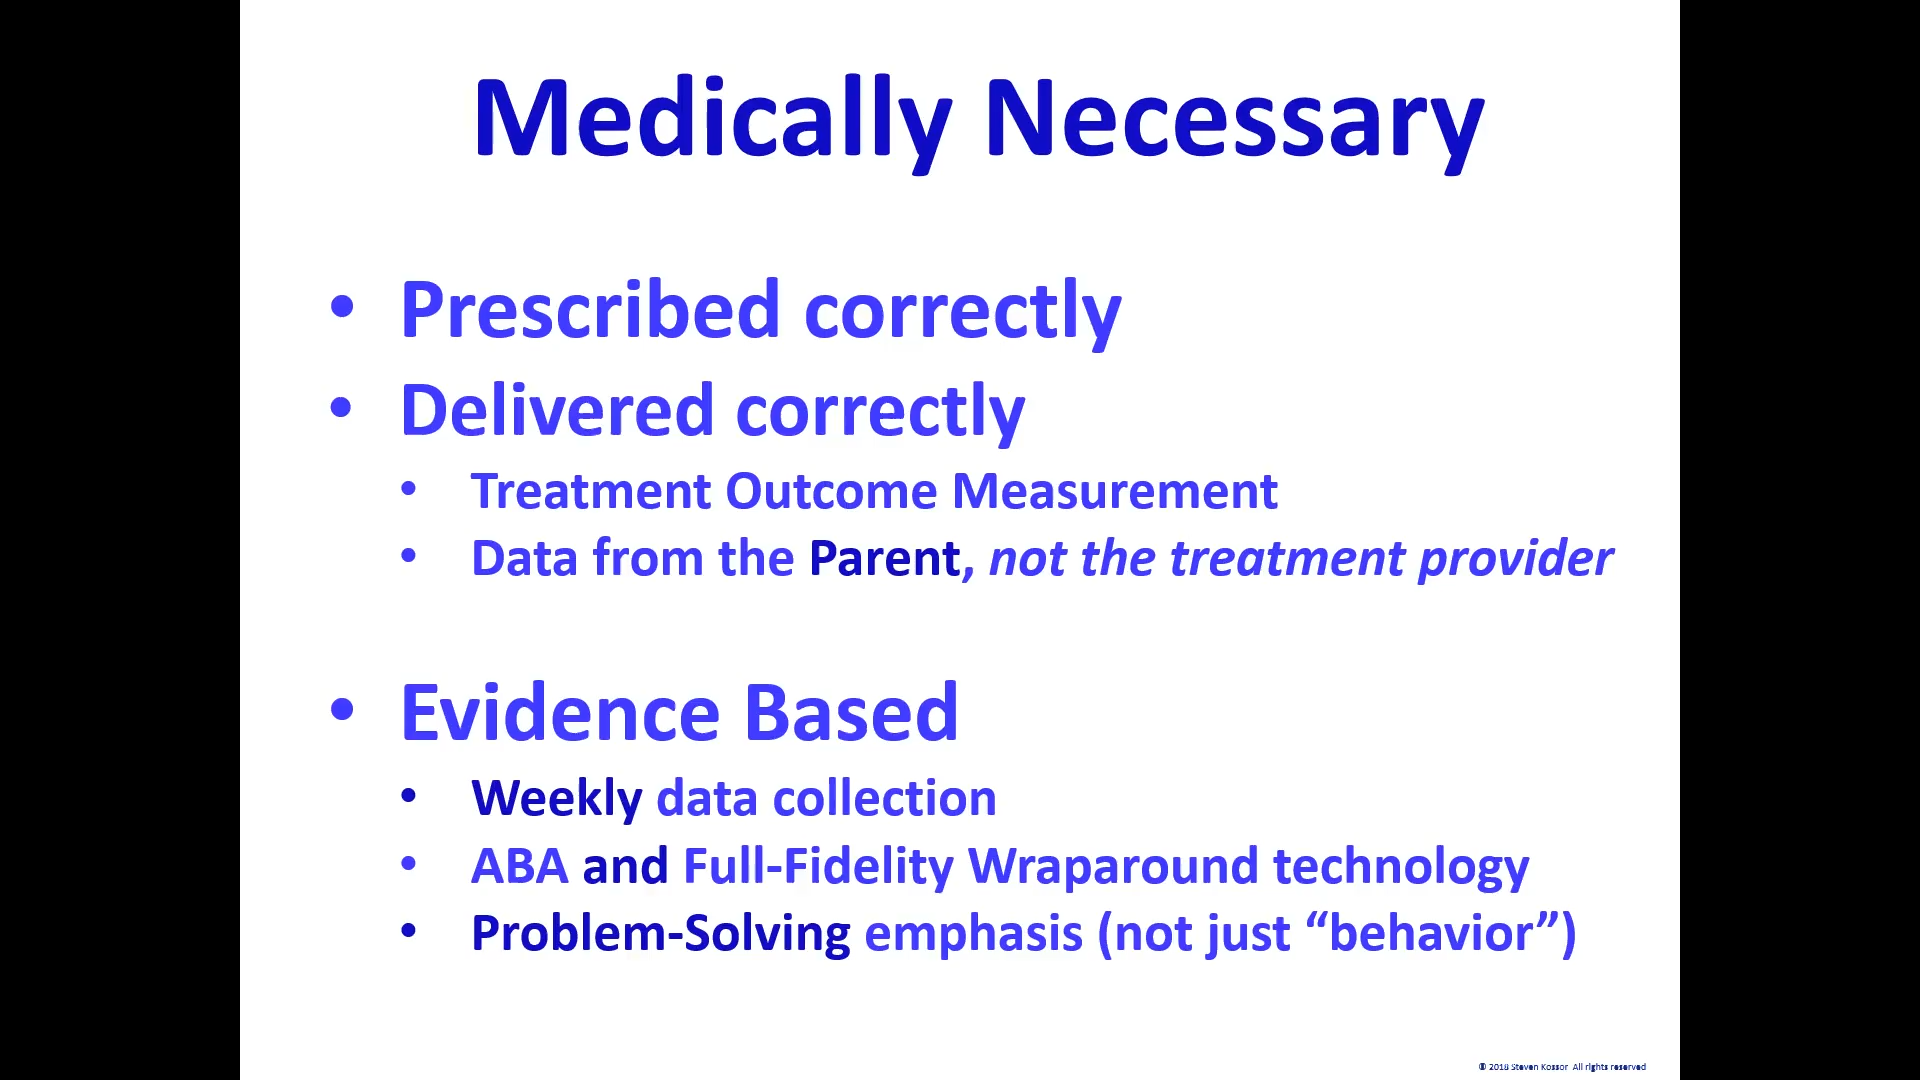 Medically Necessary
• Prescribed correctly
• Delivered correctly
• Treatment Outcome Measurement
• Data from the Parent, not the treatment provider
• Evidence Based
• Weekly data collection
• ABA and Full-Fidelity Wraparound technology
• Problem-Solving emphasis (not just “behavior”)
© 2018 Steven Kossor All rights reserved